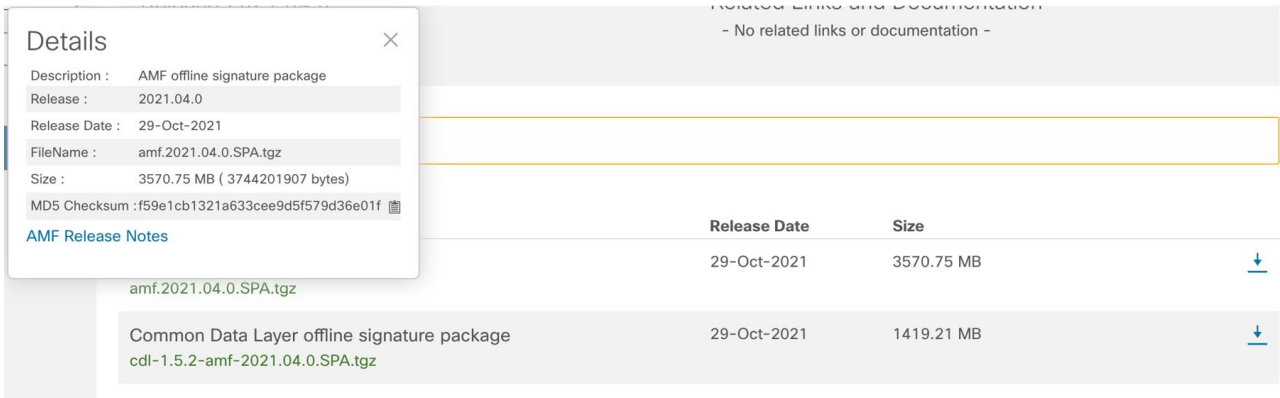 Related Links and Documentation
- No related links or documentation -
Details
Description : AMF offline signature package
Release : 2021.04.0
Release Date : 29-Oct-2021
FileName : amf.2021.04.0.SPA.tgz
Size : 3570.75 MB ( 3744201907 bytes)
MD5 Checksum :f59e1cb1321a633cee9d5f579d36e01f
AMF Release Notes
Release Date Size
29-Oct-2021 3570.75 MB
amf.2021.04.0.SPA.tgz
Common Data Layer offline signature package 29-Oct-2021 1419.21 MB
cdl-1.5.2-amf-2021.04.0.SPA.tgz